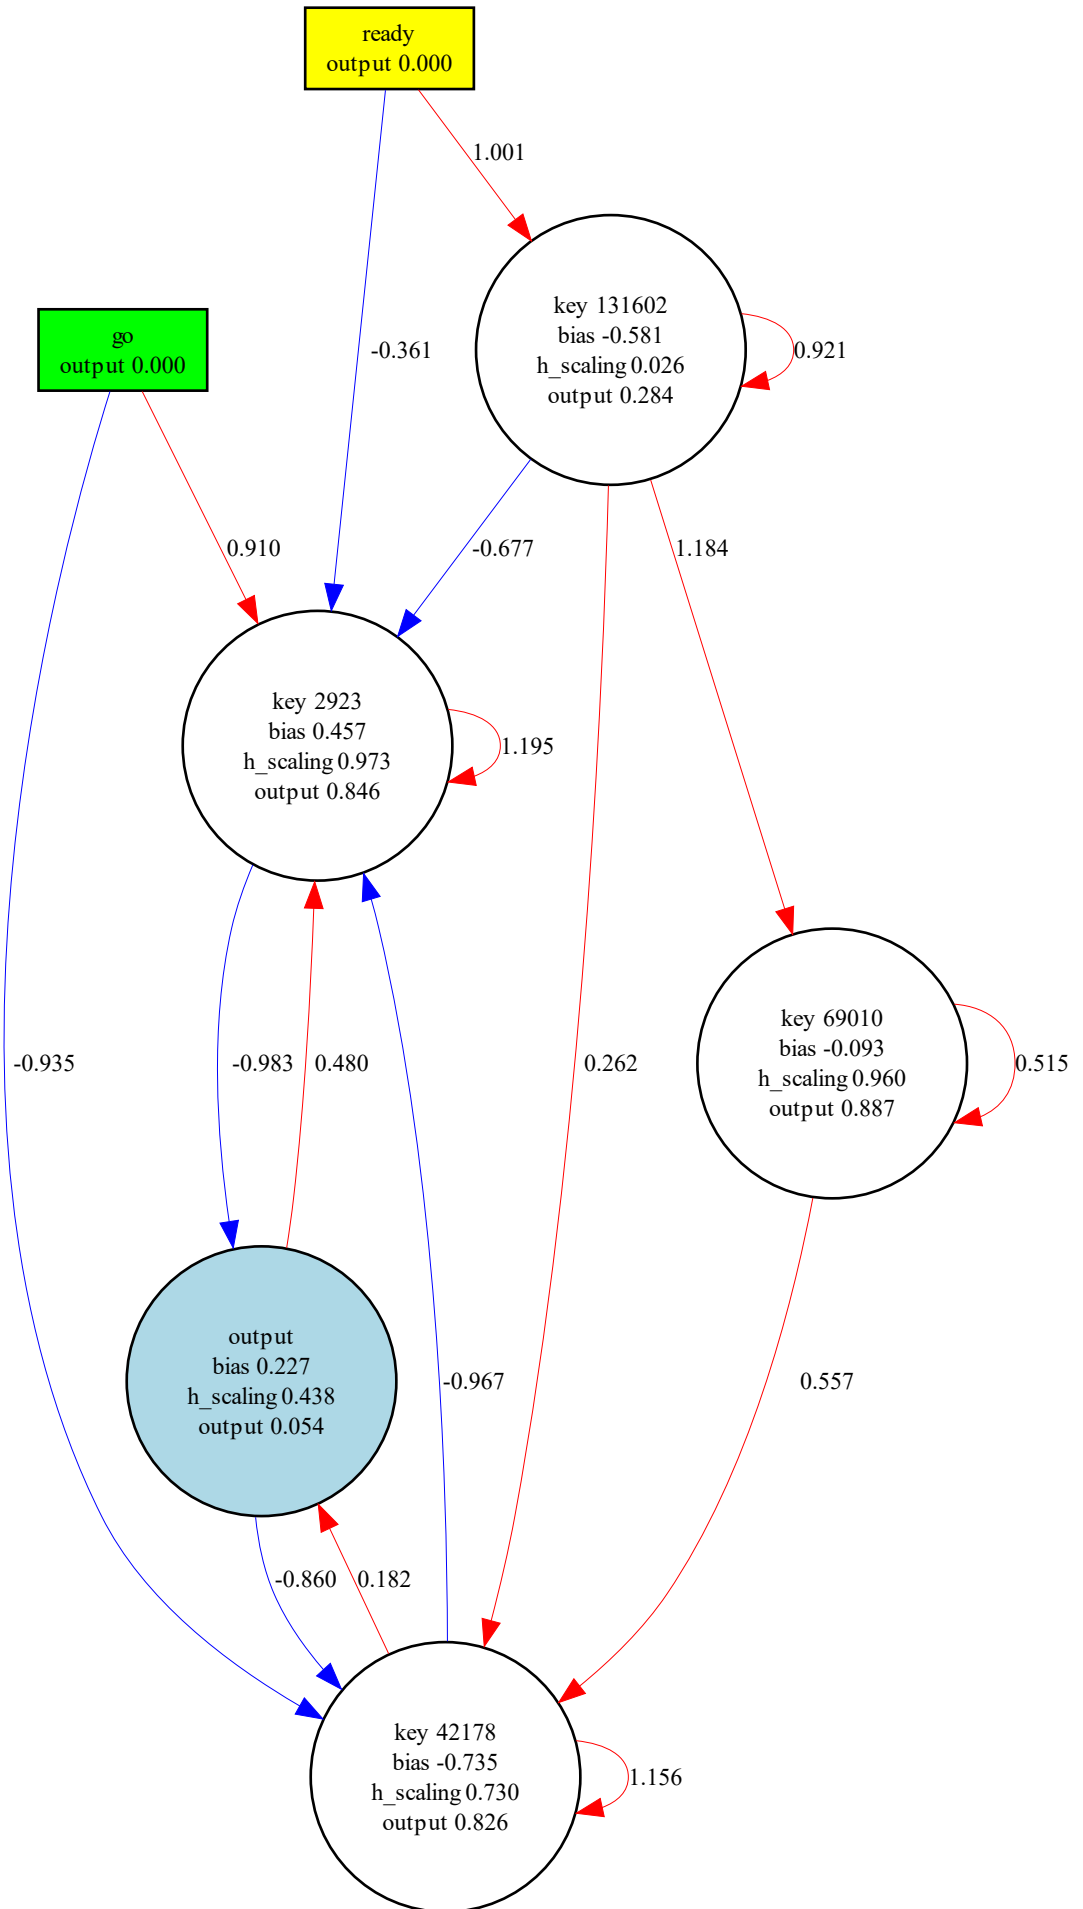 ready
output 0.000
1.001
go
output 0.000
key 131602
bias -0.581
h_scaling 0.026
output 0.284
-0.361
0.921
0.910
-0.677
1.184
key 2923
bias 0.457
h_scaling 0.973
output 0.846
1.195
key 69010
bias -0.093
h_scaling 0.960
output 0.887
-0.935
-0.983
0.480
0.262
0.515
output
bias 0.227
h_scaling 0.438
output 0.054
-0.967
0.557
-0.860
0.182
key 42178
bias -0.735
h_scaling 0.730
output 0.826
1.156